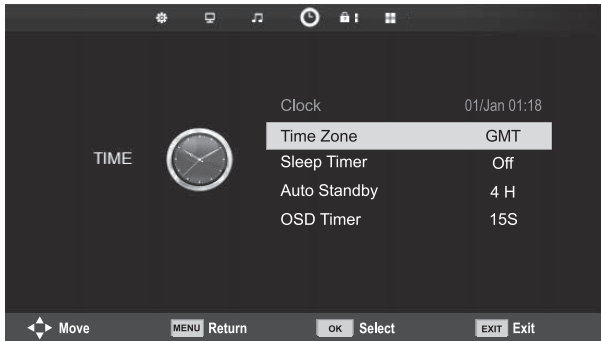 Clock 01/Jan 01:18
Time Zone GMT
TIME
Sleep Timer Off
Auto Standby 4 H
OSD Timer 15S
Move MENU Return OK Select EXIT Exit